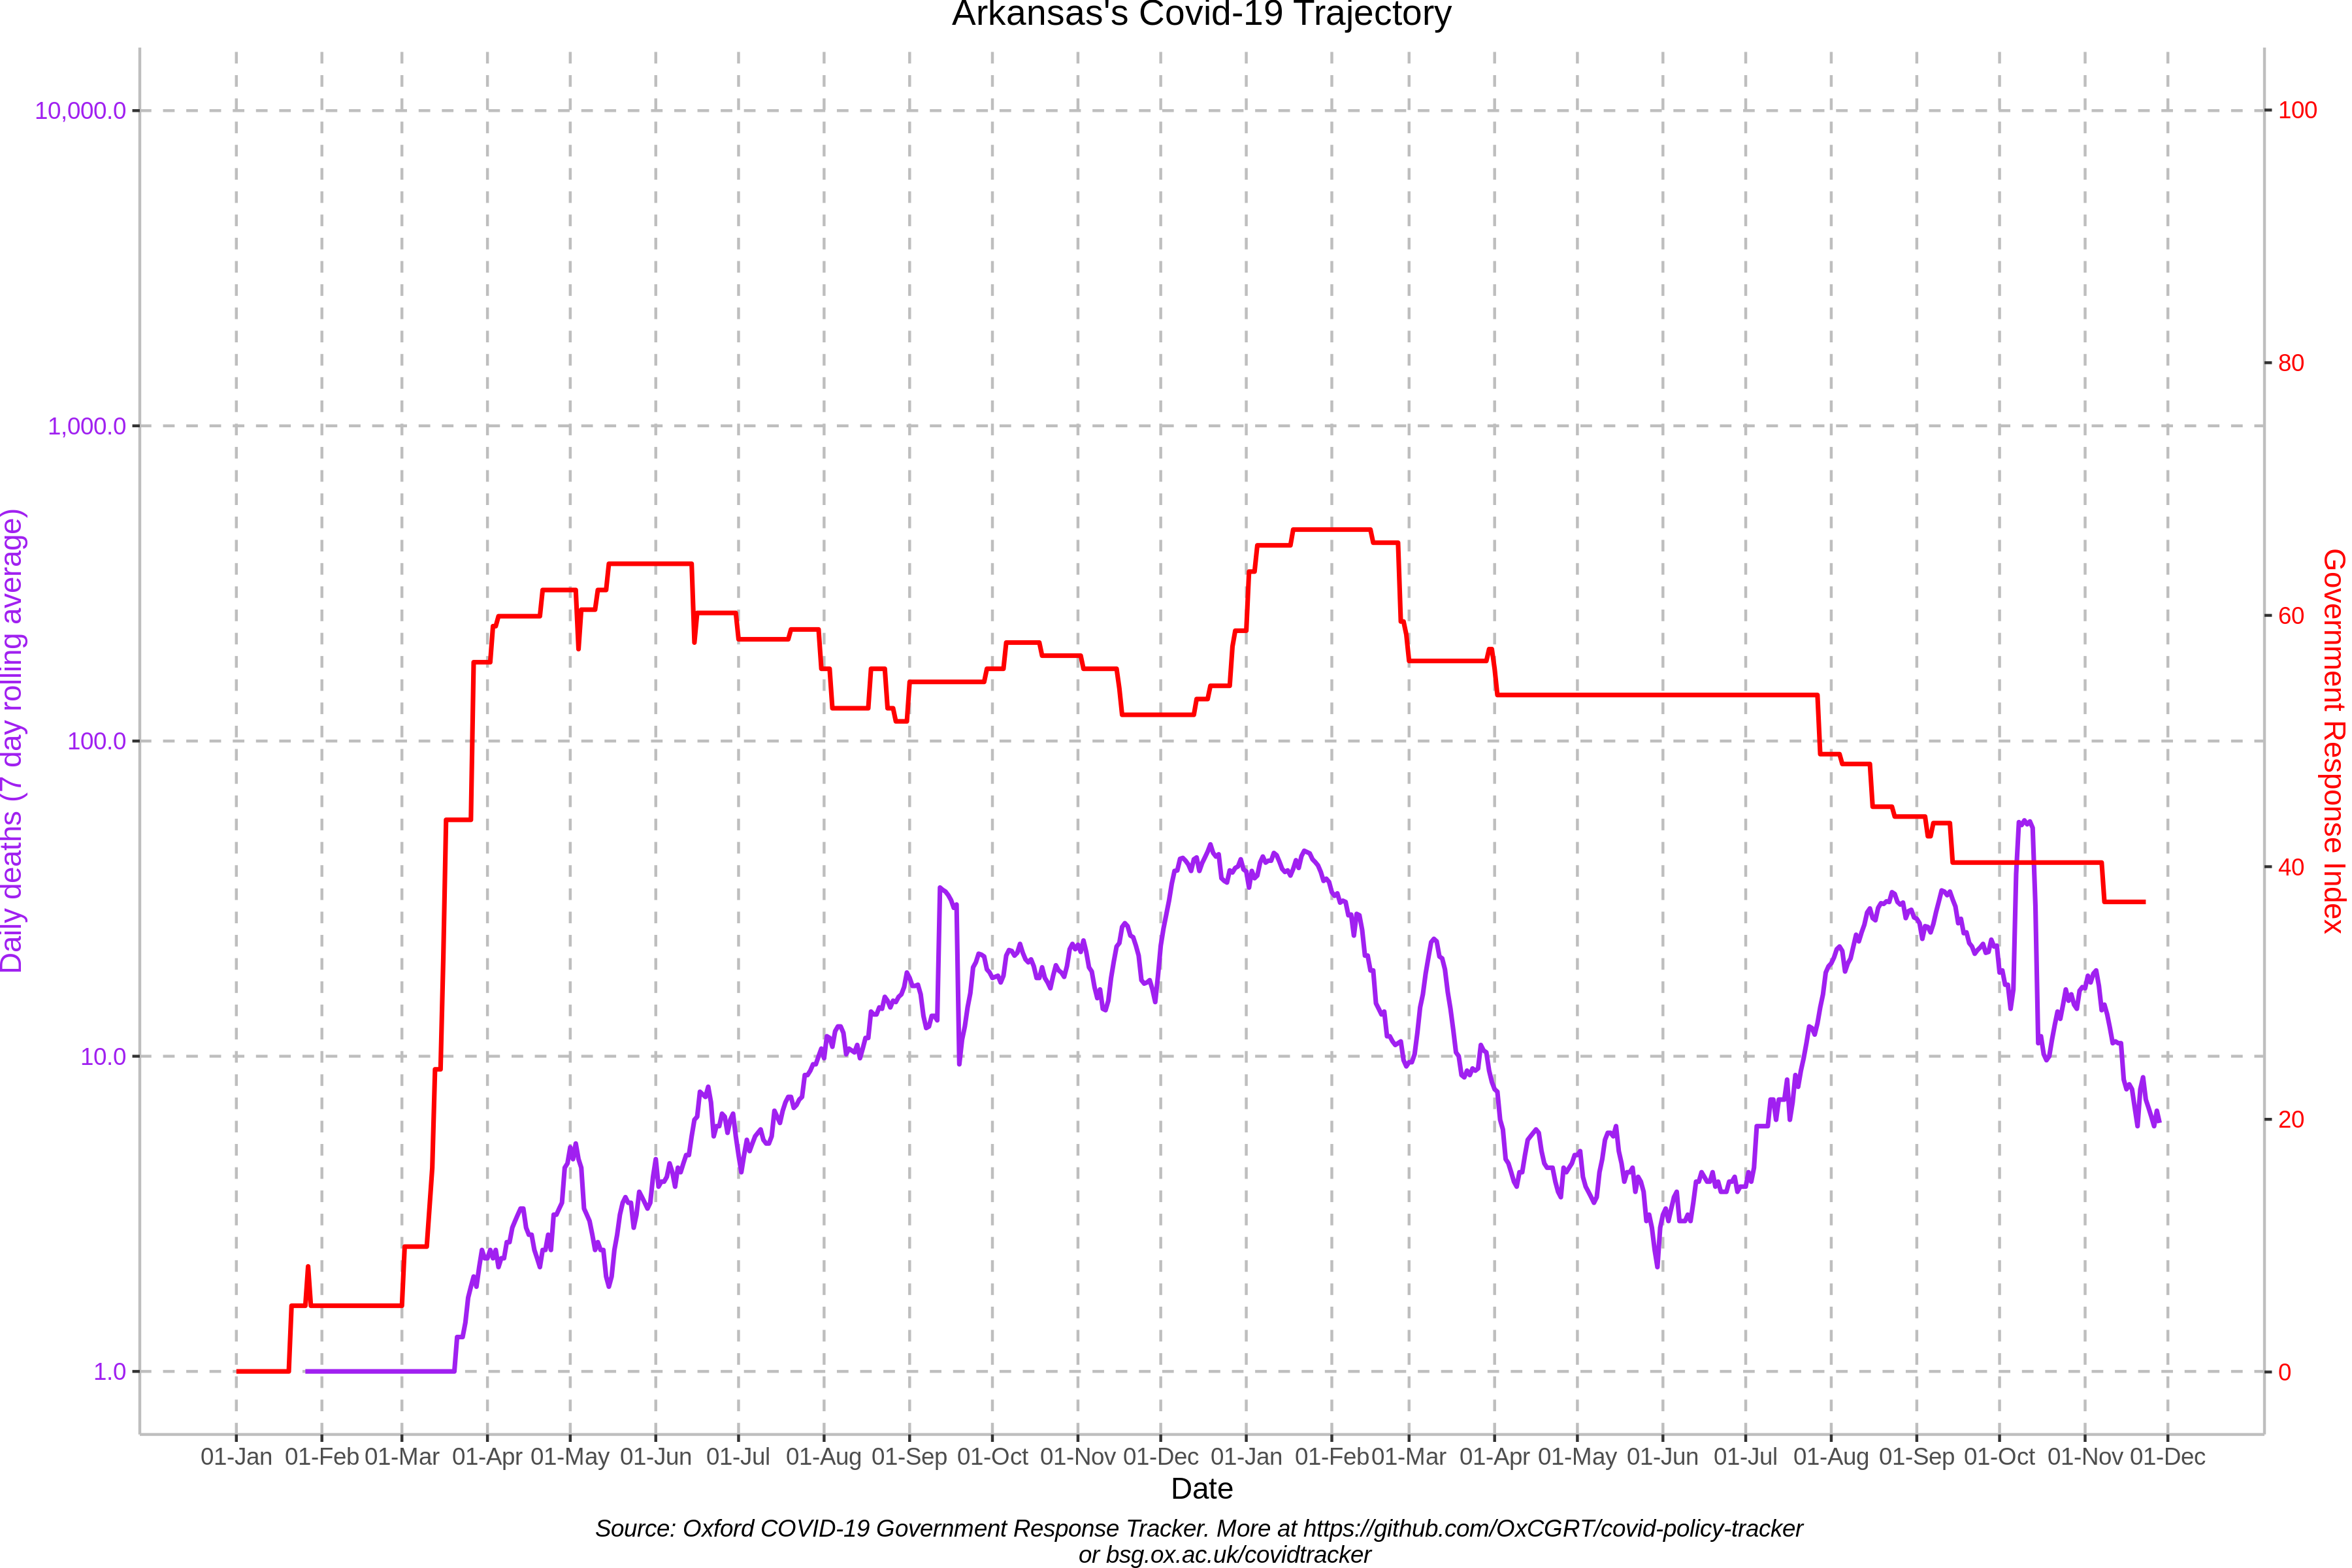 Arkansas's Covid-19 Trajectory
10,000.0
1,000.0
100.0
10.0
1.0
Daily deaths (7 day rolling average)
100
80
60
40
20
0
Government Response Index
01-Jan 01-Feb 01-Mar 01-Apr 01-May 01-Jun 01-Jul 01-Aug 01-Sep 01-Oct 01-Nov 01-Dec 01-Jan 01-Feb 01-Mar 01-Apr 01-May 01-Jun 01-Jul 01-Aug 01-Sep 01-Oct 01-Nov 01-Dec
Date
Source: Oxford COVID-19 Government Response Tracker. More at https://github.com/OxCGRT/covid-policy-tracker
or bsg.ox.ac.uk/covidtracker